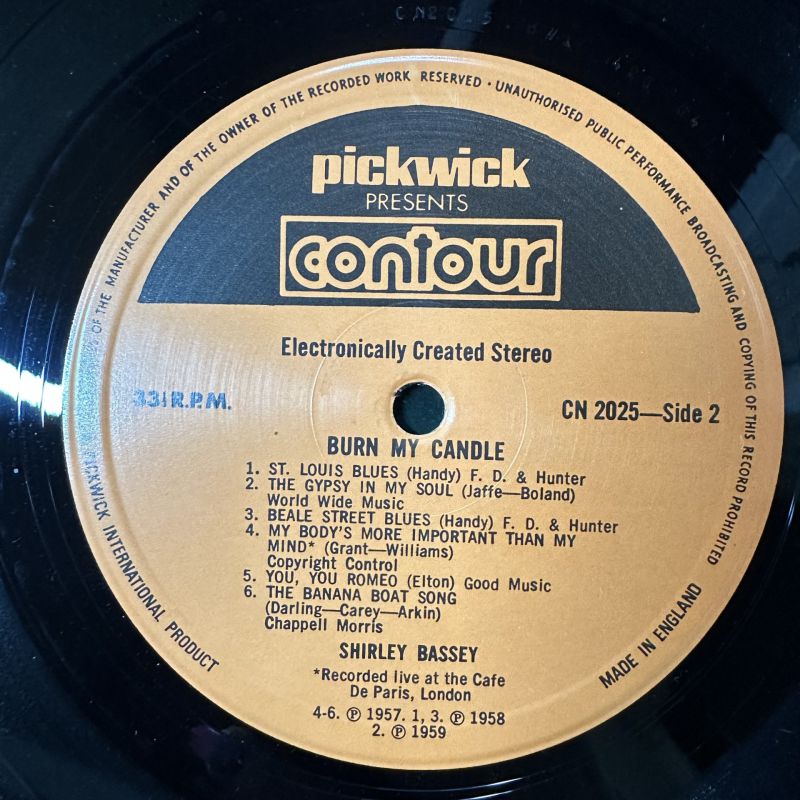 CN 2025
OF THE MANUFACTURER AND OF THE OWNER OF THE RECORDED WORK RESERVED · UNAUTHORISED PUBLIC PERFORMANCE BROADCASTING AND COPYING OF THIS RECORD PROHIBITED
pickwick
PRESENTS
contour
Electronically Created Stereo
33⅓ R.P.M.
CN 2025—Side 2
BURN MY CANDLE
1. ST. LOUIS BLUES (Handy) F. D. & Hunter
2. THE GYPSY IN MY SOUL (Jaffe—Boland)
World Wide Music
3. BEALE STREET BLUES (Handy) F. D. & Hunter
4. MY BODY'S MORE IMPORTANT THAN MY
MIND* (Grant—Williams)
Copyright Control
5. YOU, YOU ROMEO (Elton) Good Music
6. THE BANANA BOAT SONG
(Darling—Carey—Arkin)
Chappell Morris
SHIRLEY BASSEY
*Recorded live at the Cafe
De Paris, London
4-6. ℗ 1957. 1, 3. ℗ 1958
2. ℗ 1959
PICKWICK INTERNATIONAL PRODUCT
MADE IN ENGLAND